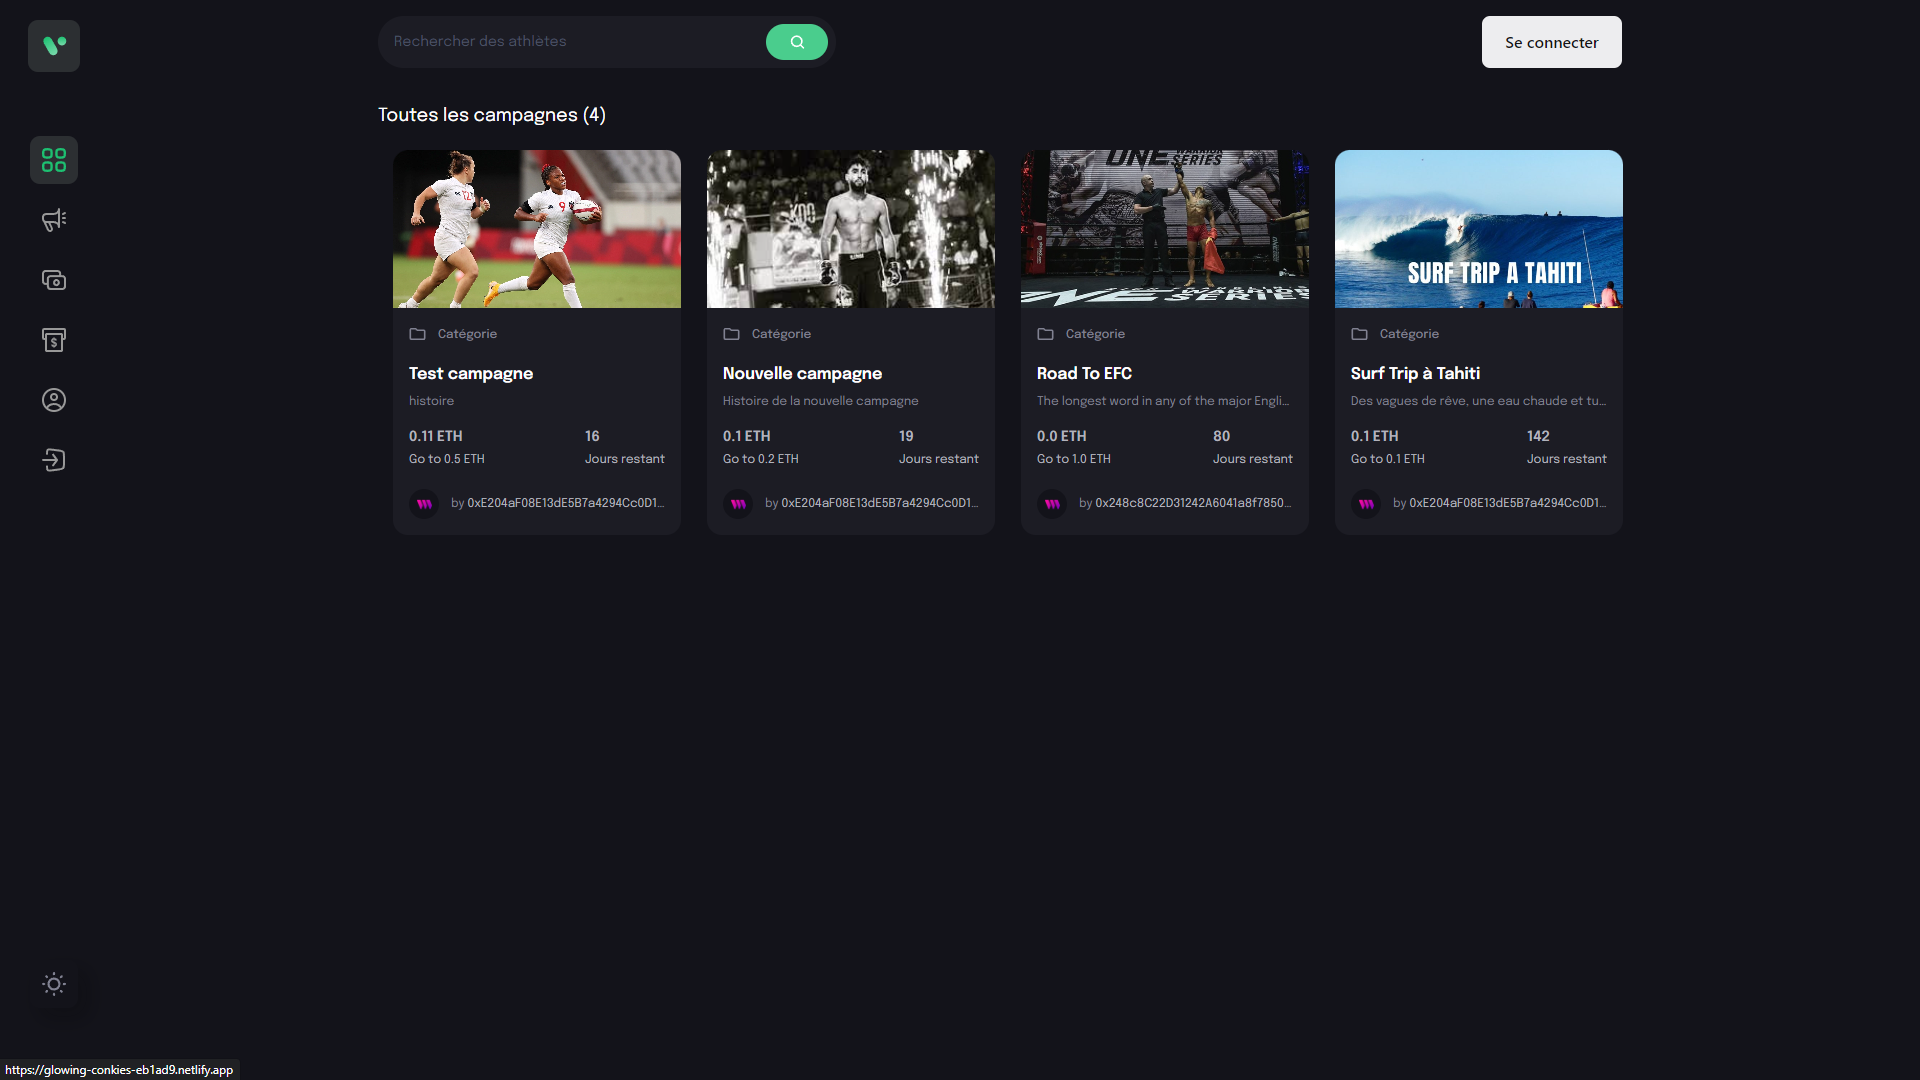 Rechercher des athlètes
Se connecter
Toutes les campagnes (4)
ONE WARRIOR SERIES
WARRIOR SERIES
SURF TRIP A TAHITI
Catégorie
Test campagne
histoire
0.11 ETH
16
Go to 0.5 ETH
Jours restant
by 0xE204aF08E13dE5B7a4294Cc0D1...
Catégorie
Nouvelle campagne
Histoire de la nouvelle campagne
0.1 ETH
19
Go to 0.2 ETH
Jours restant
by 0xE204aF08E13dE5B7a4294Cc0D1...
Catégorie
Road To EFC
The longest word in any of the major Engli...
0.0 ETH
80
Go to 1.0 ETH
Jours restant
by 0x248c8C22D31242A6041a8f7850...
Catégorie
Surf Trip à Tahiti
Des vagues de rêve, une eau chaude et tu...
0.1 ETH
142
Go to 0.1 ETH
Jours restant
by 0xE204aF08E13dE5B7a4294Cc0D1...
https://glowing-conkies-eb1ad9.netlify.app